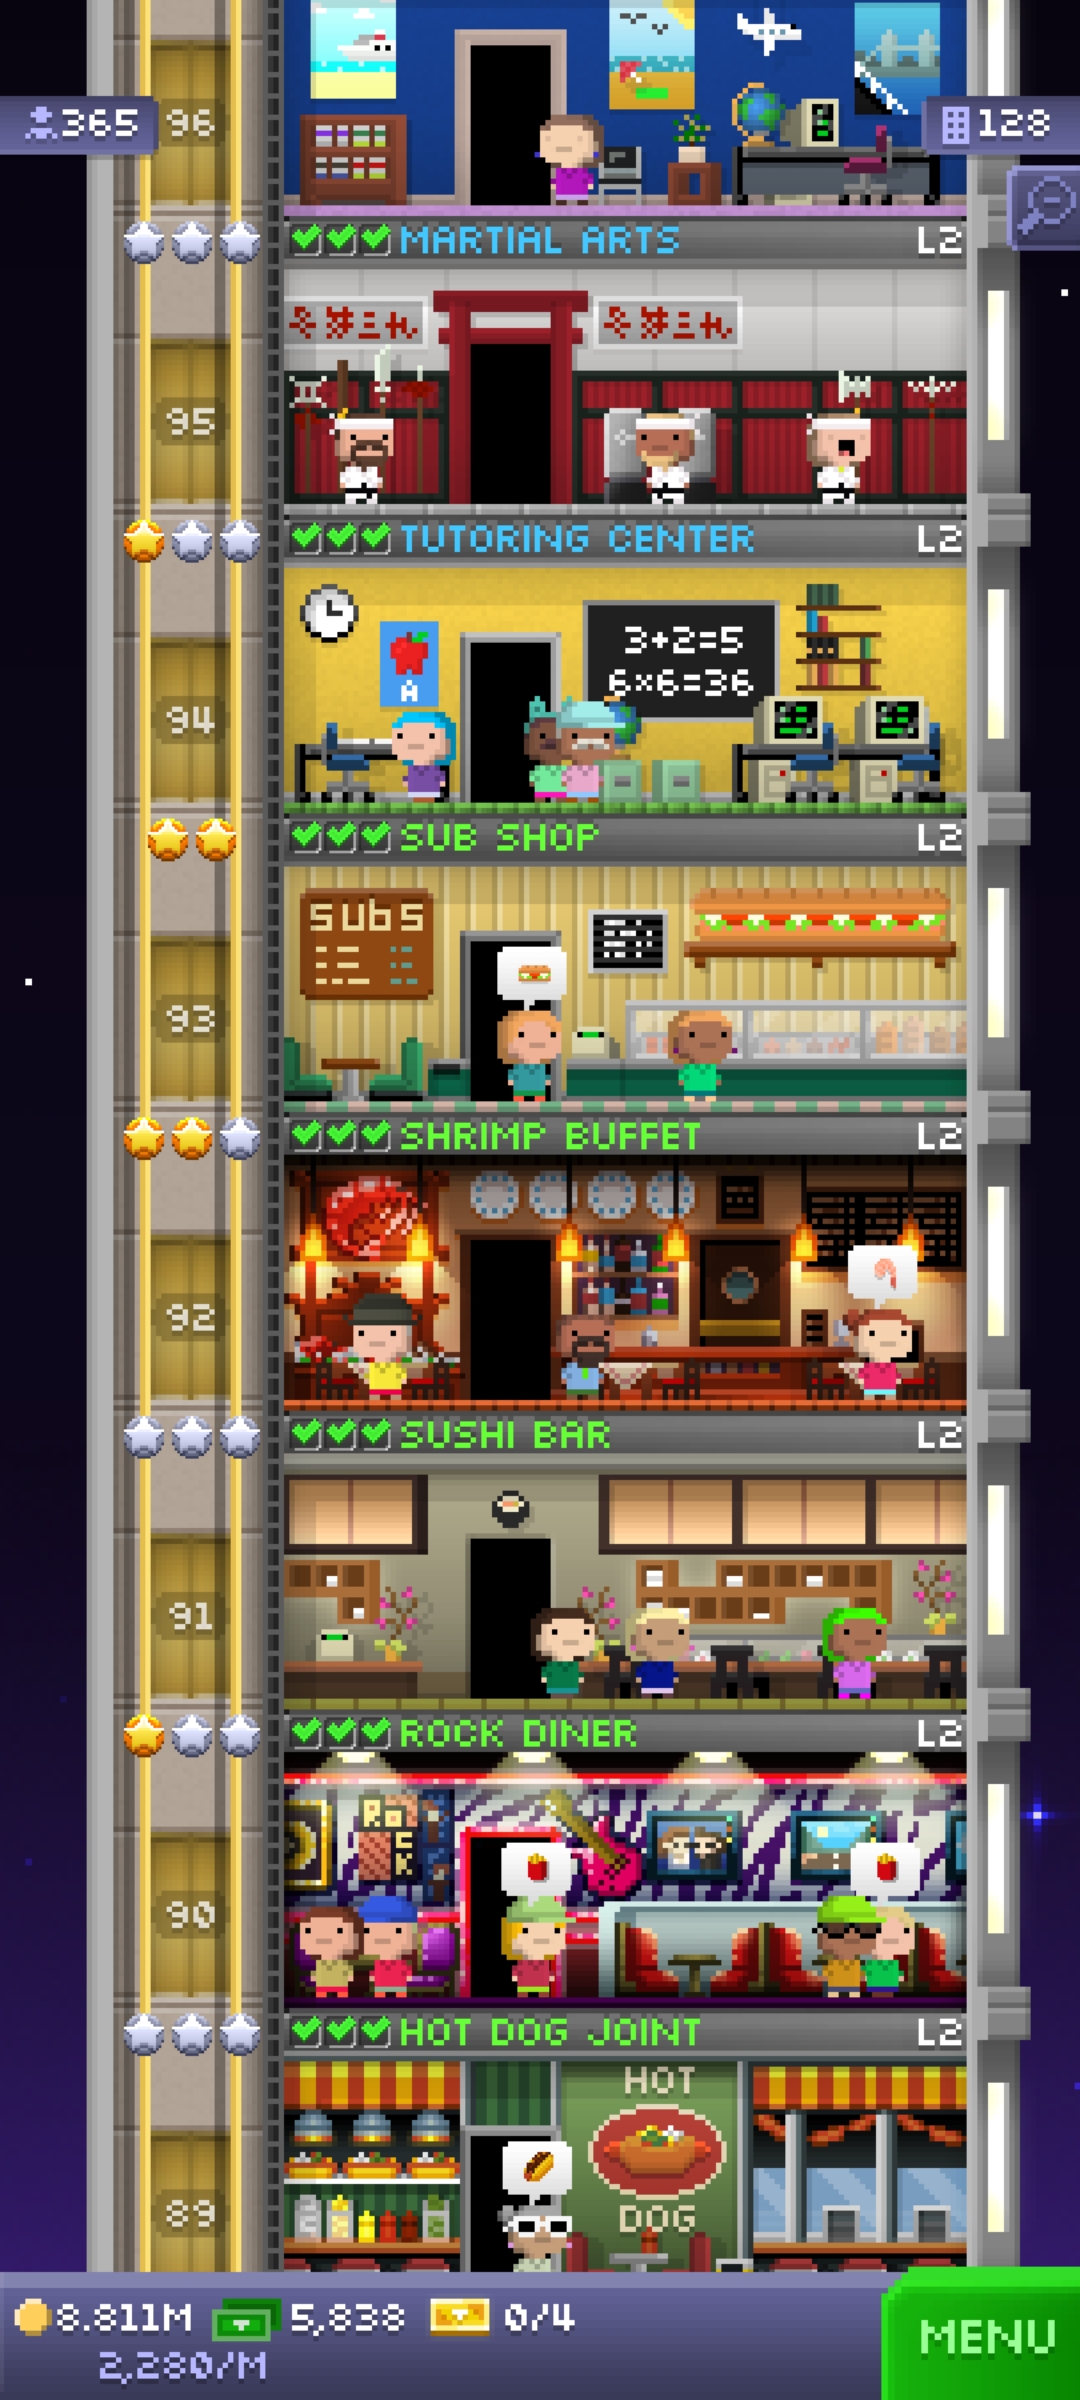 365
96
128
MARTIAL ARTS
L2
95
TUTORING CENTER
L2
3+2=5
6×6=36
A
94
SUB SHOP
L2
subs
93
SHRIMP BUFFET
L2
92
SUSHI BAR
L2
91
ROCK DINER
L2
ROCK
90
HOT DOG JOINT
L2
HOT
DOG
89
8.811M
5,838
0/4
2,280/M
MENU